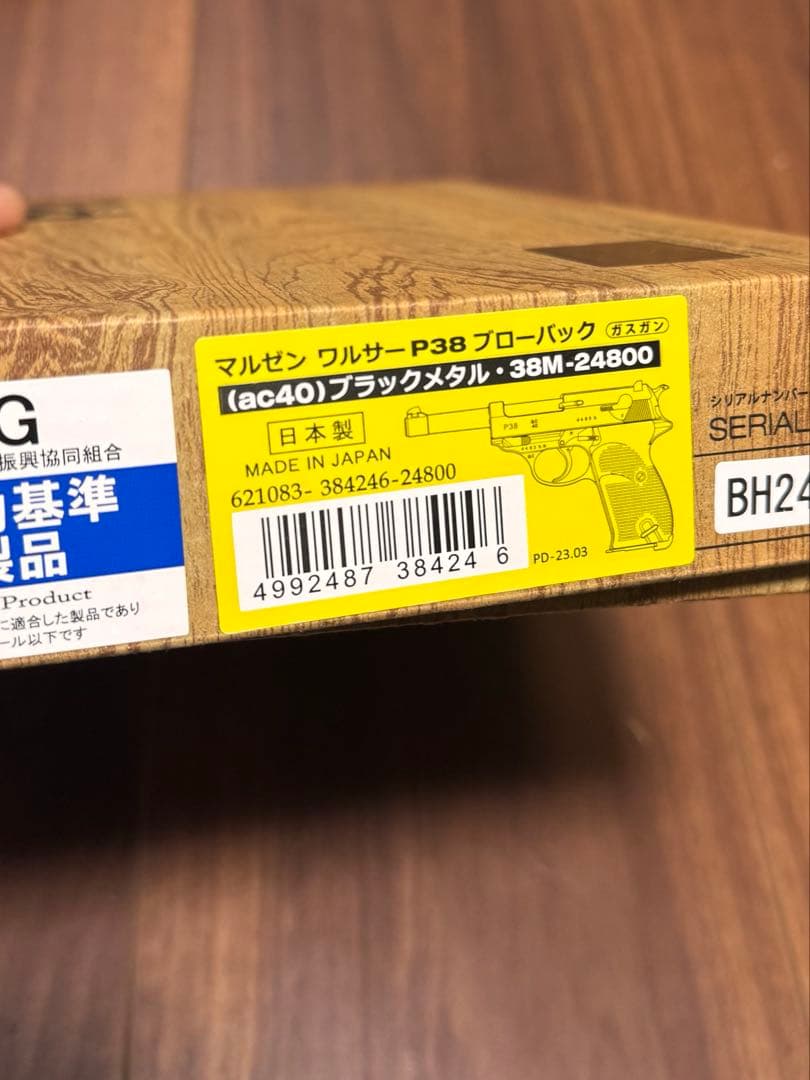 G
振興協同組合
基準
製品
Product
に適合した製品であり
ール以下です
マルゼン ワルサーP38 ブローバック ガスガン
(ac40)ブラックメタル・38M-24800
日本製
MADE IN JAPAN
621083- 384246-24800
4992487 38424 6
P38
PD-23.03
シリアルナンバー
SERIAL
BH24